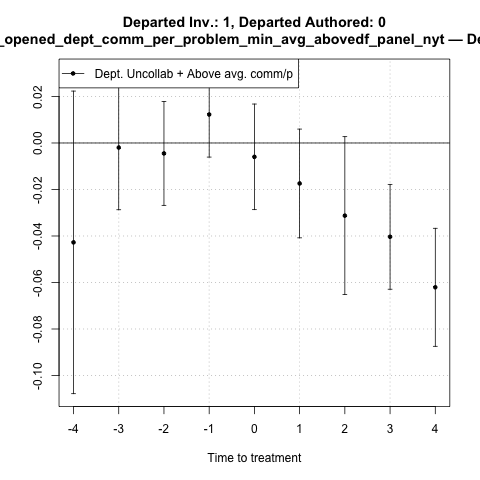 Departed Inv.: 1, Departed Authored: 0
_opened_dept_comm_per_problem_min_avg_abovedf_panel_nyt — De
Dept. Uncollab + Above avg. comm/p
0.02
0.00
-0.02
-0.04
-0.06
-0.08
-0.10
-4 -3 -2 -1 0 1 2 3 4
Time to treatment